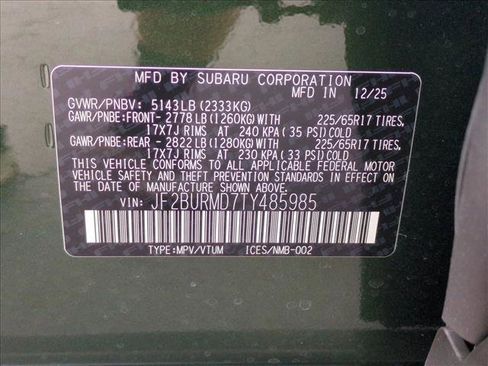 MFD BY SUBARU CORPORATION
MFD IN 12/25
GVWR/PNBV: 5143LB (2333KG)
GAWR/PNBE:FRONT- 2778 LB (1260KG) WITH 225/65R17 TIRES,
17X7J RIMS AT 240 KPA (35 PSI) COLD
GAWR/PNBE:REAR - 2822 LB (1280KG) WITH 225/65R17 TIRES,
17X7J RIMS AT 230 KPA (33 PSI) COLD
THIS VEHICLE CONFORMS TO ALL APPLICABLE FEDERAL MOTOR
VEHICLE SAFETY AND THEFT PREVENTION STANDARDS IN EFFECT
ON THE DATE OF MANUFACTURE SHOWN ABOVE.
VIN: JF2BURMD7TY485985
TYPE:MPV/VTUM ICES/NMB-002